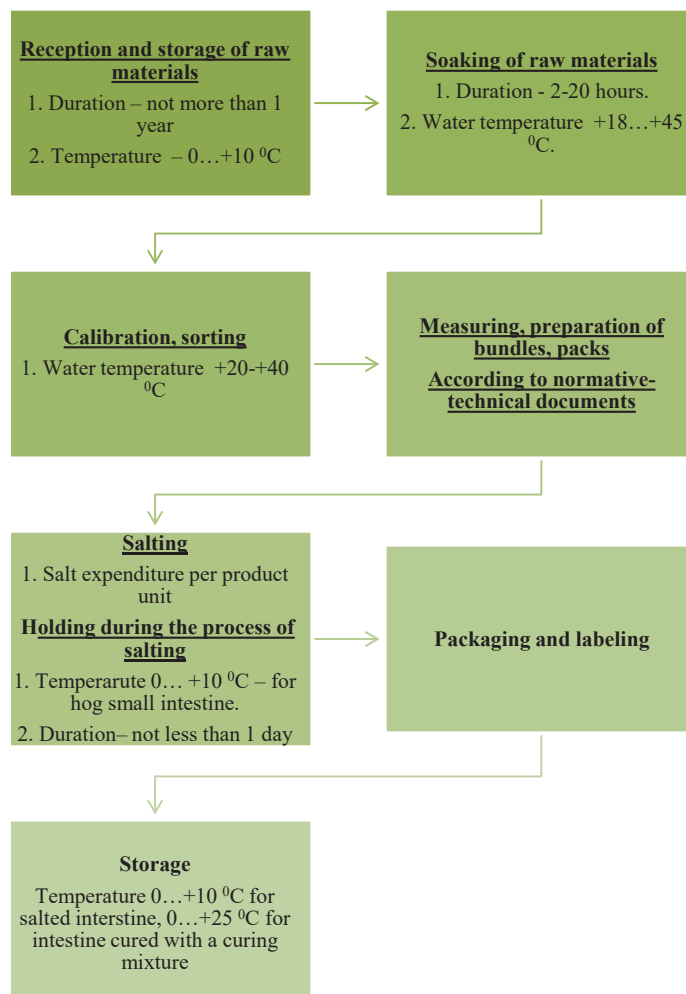 Reception and storage of raw
materials
1. Duration – not more than 1
year
2. Temperature – 0…+10 ⁰C
Soaking of raw materials
1. Duration - 2-20 hours.
2. Water temperature +18…+45
⁰C.
Calibration, sorting
1. Water temperature +20-+40
⁰C
Measuring, preparation of
bundles, packs
According to normative-
technical documents
Salting
1. Salt expenditure per product
unit
Holding during the process of
salting
1. Temperarute 0… +10 ⁰C – for
hog small intestine.
2. Duration– not less than 1 day
Packaging and labeling
Storage
Temperature 0…+10 ⁰C for
salted interstine, 0…+25 ⁰C for
intestine cured with a curing
mixture